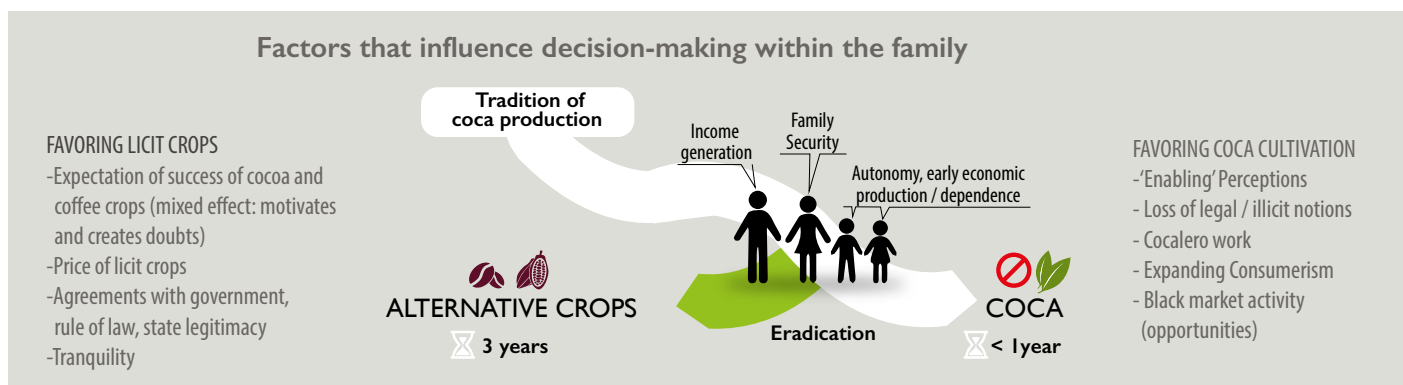 Factors that influence decision-making within the family
Tradition of
coca production
FAVORING LICIT CROPS
-Expectation of success of cocoa and
coffee crops (mixed effect: motivates
and creates doubts)
-Price of licit crops
-Agreements with government,
rule of law, state legitimacy
-Tranquility
Income
generation
Family
Security
Autonomy, early economic
production / dependence
ALTERNATIVE CROPS
3 years
Eradication
COCA
< 1year
FAVORING COCA CULTIVATION
-‘Enabling’ Perceptions
- Loss of legal / illicit notions
- Cocalero work
- Expanding Consumerism
- Black market activity
(opportunities)